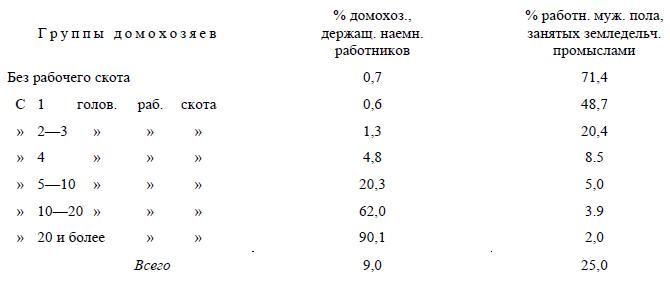 % домохоз., % работн. муж. пола,
Группы домохозяев держащ. наемн. занятых земледельч.
работников промыслами
Без рабочего скота 0,7 71,4
С 1 голов. раб. скота 0,6 48,7
» 2—3 » » » 1,3 20,4
» 4 » » » 4,8 8.5
» 5—10 » » » 20,3 5,0
» 10—20 » » » 62,0 3.9
» 20 и более » » 90,1 2,0
Всего 9,0 25,0